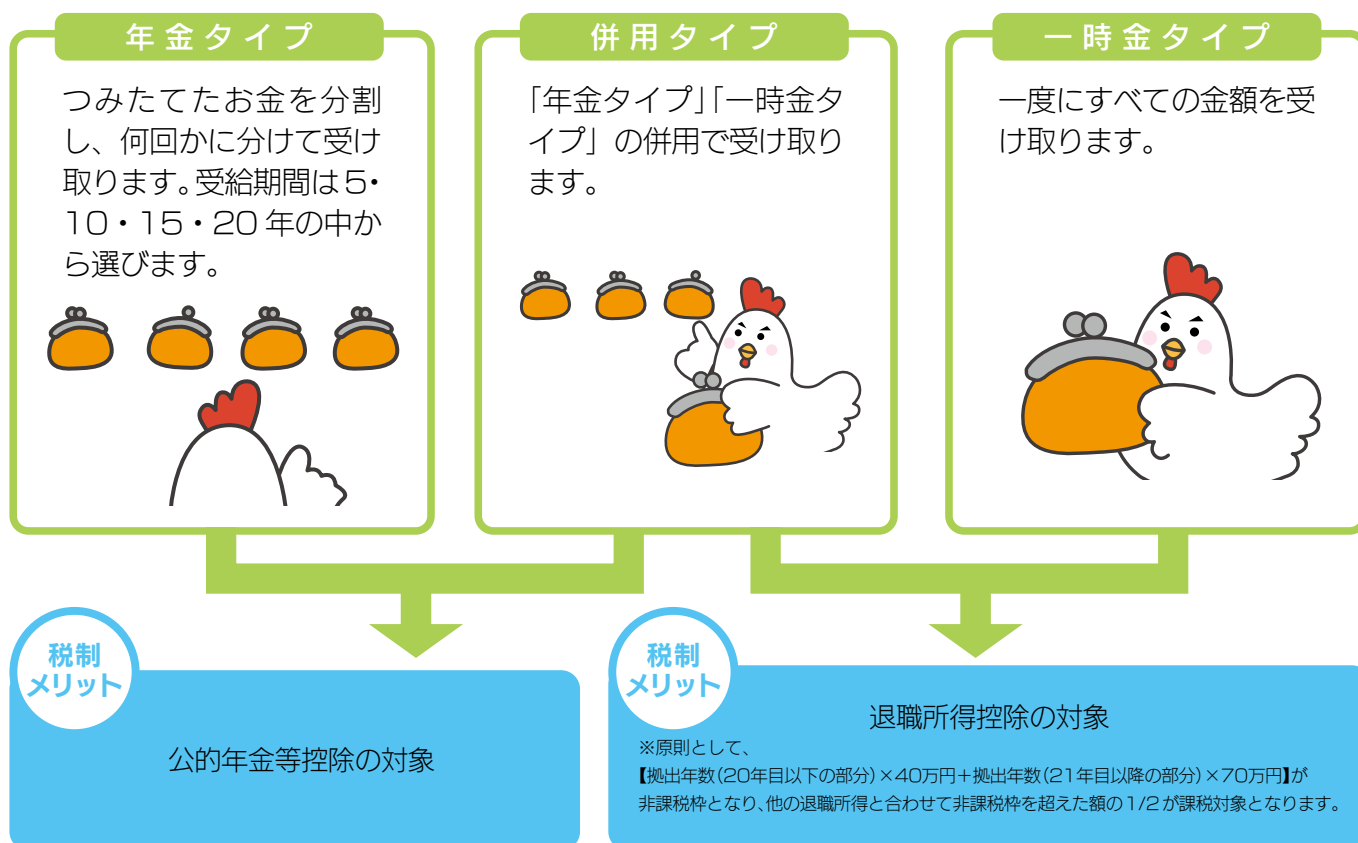 年金タイプ
つみたてたお金を分割
し、何回かに分けて受け
取ります。受給期間は5・
10・15・20年の中か
ら選びます。
併用タイプ
「年金タイプ」「一時金タ
イプ」の併用で受け取り
ます。
一時金タイプ
一度にすべての金額を受
け取ります。
税制
メリット
公的年金等控除の対象
税制
メリット
退職所得控除の対象
※原則として、
【拠出年数(20年目以下の部分)×40万円+拠出年数(21年目以降の部分)×70万円】が
非課税枠となり、他の退職所得と合わせて非課税枠を超えた額の1/2が課税対象となります。